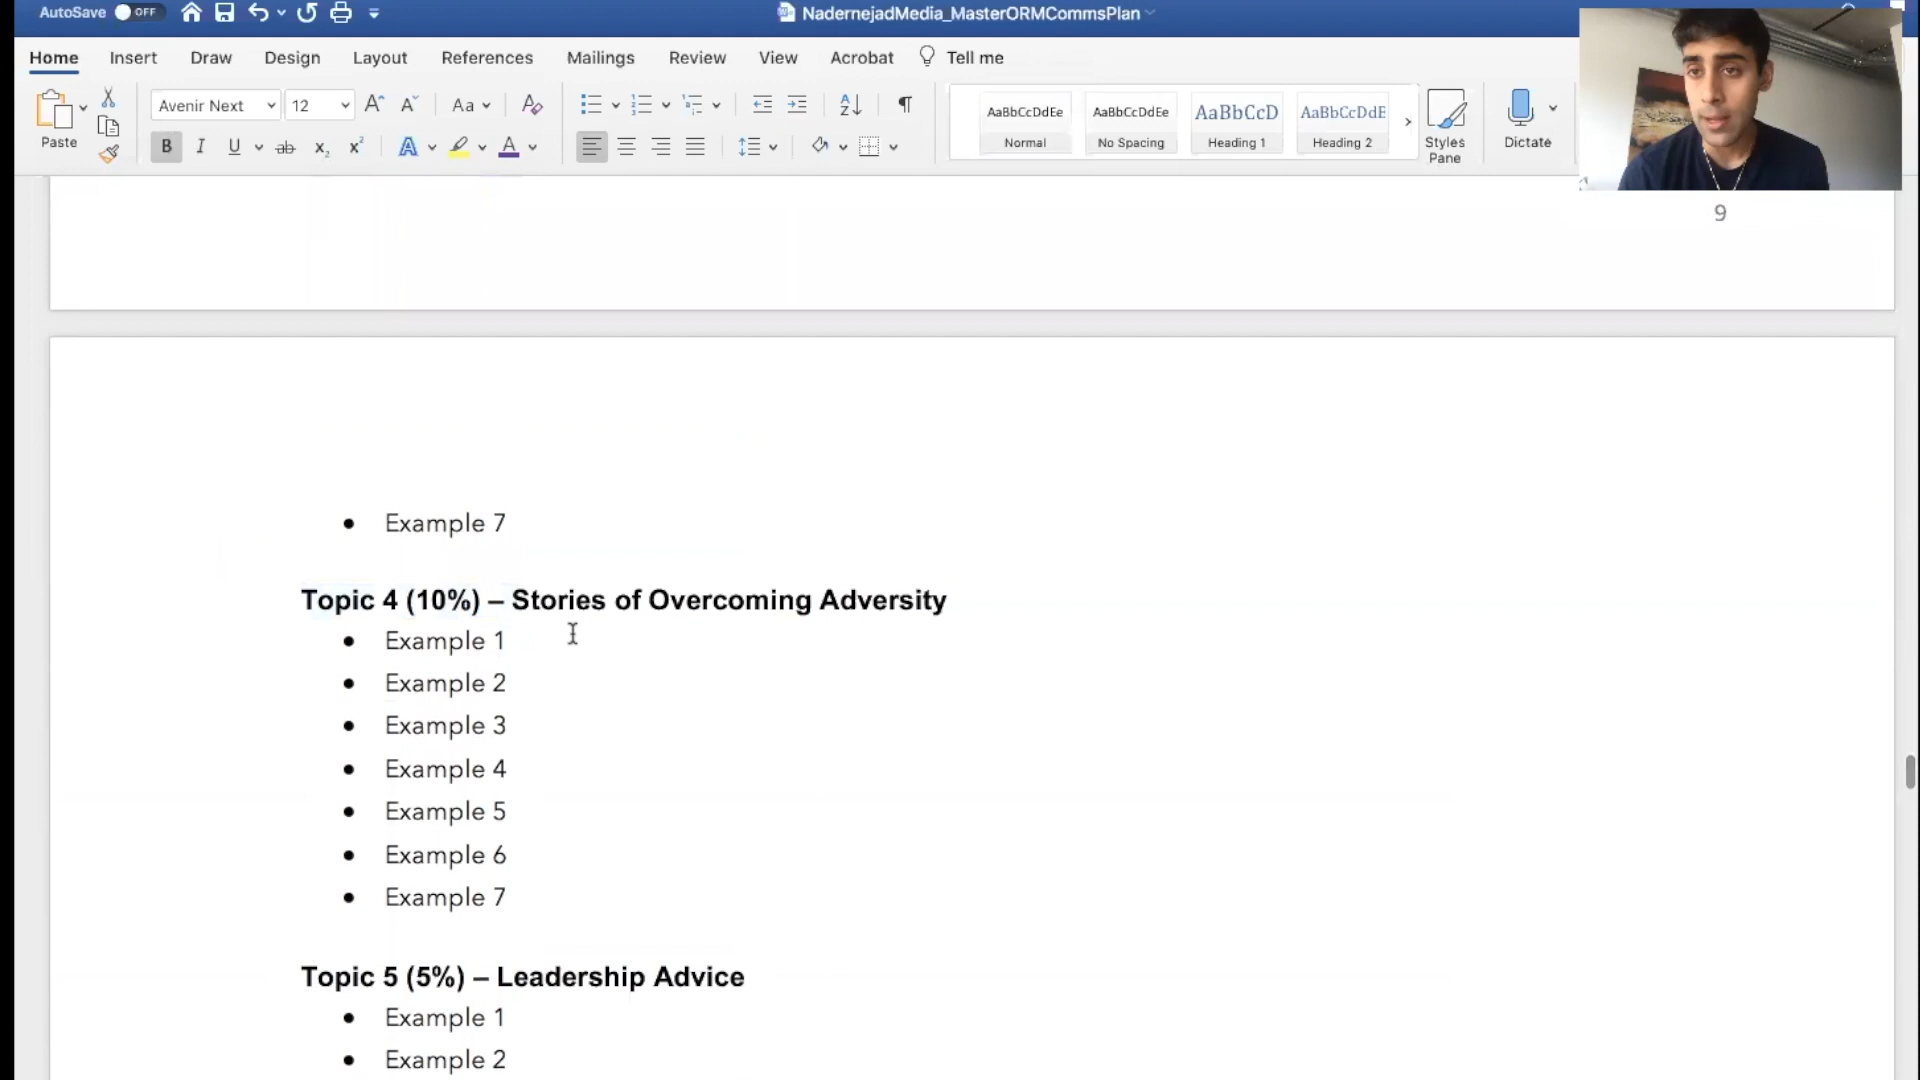 AutoSave OFF NadernejadMedia_MasterORMCommsPlan
Home Insert Draw Design Layout References Mailings Review View Acrobat Tell me
Avenir Next 12 Aa AaBbCcDdEe AaBbCcDdEe AaBbCcD AaBbCcDdE
Paste B I U ab Normal No Spacing Heading 1 Heading 2 Styles Pane Dictate
9
• Example 7
Topic 4 (10%) – Stories of Overcoming Adversity
• Example 1
• Example 2
• Example 3
• Example 4
• Example 5
• Example 6
• Example 7
Topic 5 (5%) – Leadership Advice
• Example 1
• Example 2